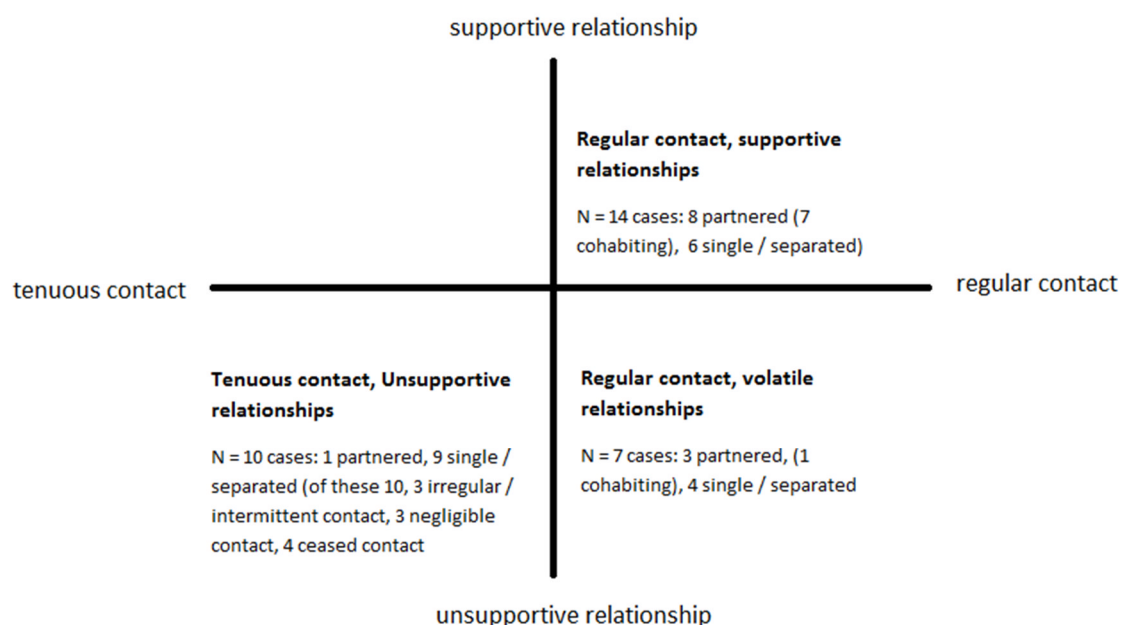 supportive relationship
Regular contact, supportive
relationships
N = 14 cases: 8 partnered (7
cohabiting), 6 single / separated)
tenuous contact
regular contact
Tenuous contact, Unsupportive
relationships
N = 10 cases: 1 partnered, 9 single /
separated (of these 10, 3 irregular /
intermittent contact, 3 negligible
contact, 4 ceased contact
Regular contact, volatile
relationships
N = 7 cases: 3 partnered, (1
cohabiting), 4 single / separated
unsupportive relationship